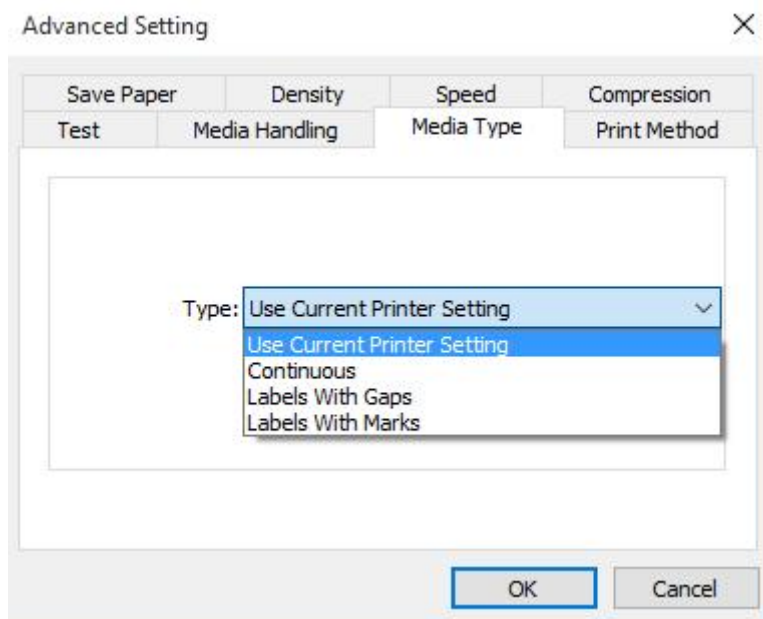 Advanced Setting
Save Paper Density Speed Compression
Test Media Handling Media Type Print Method
Type: Use Current Printer Setting
Use Current Printer Setting
Continuous
Labels With Gaps
Labels With Marks
OK Cancel